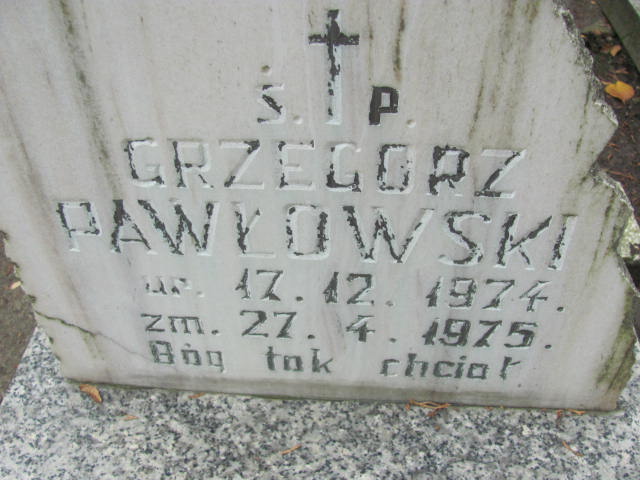 ś. p.
GRZEGORZ
PAWŁOWSKI
ur. 17. 12. 1974.
zm. 27. 4. 1975.
Bóg tak chciał.